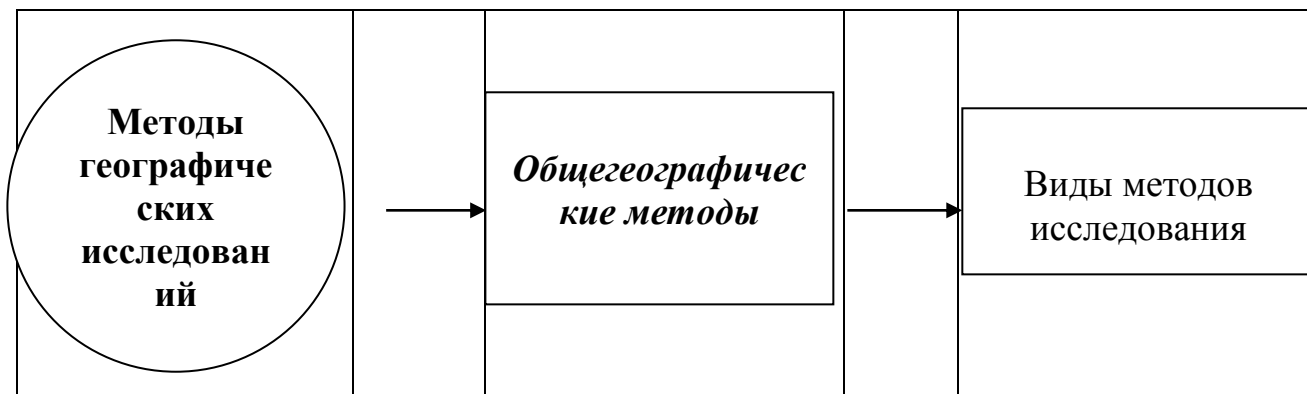 Методы
географиче
ских
исследован
ий
Общегеографичес
кие методы
Виды методов
исследования